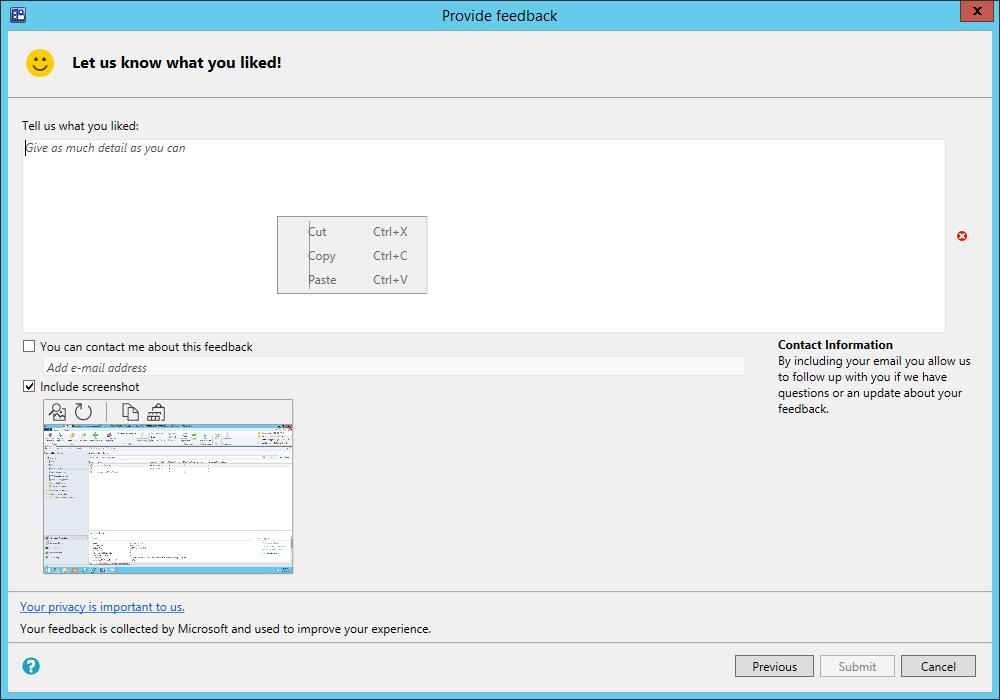 Provide feedback
Let us know what you liked!
Tell us what you liked:
Give as much detail as you can
Cut Ctrl+X
Copy Ctrl+C
Paste Ctrl+V
You can contact me about this feedback
Add e-mail address
Include screenshot
Contact Information
By including your email you allow us
to follow up with you if we have
questions or an update about your
feedback.
Your privacy is important to us.
Your feedback is collected by Microsoft and used to improve your experience.
Previous
Submit
Cancel